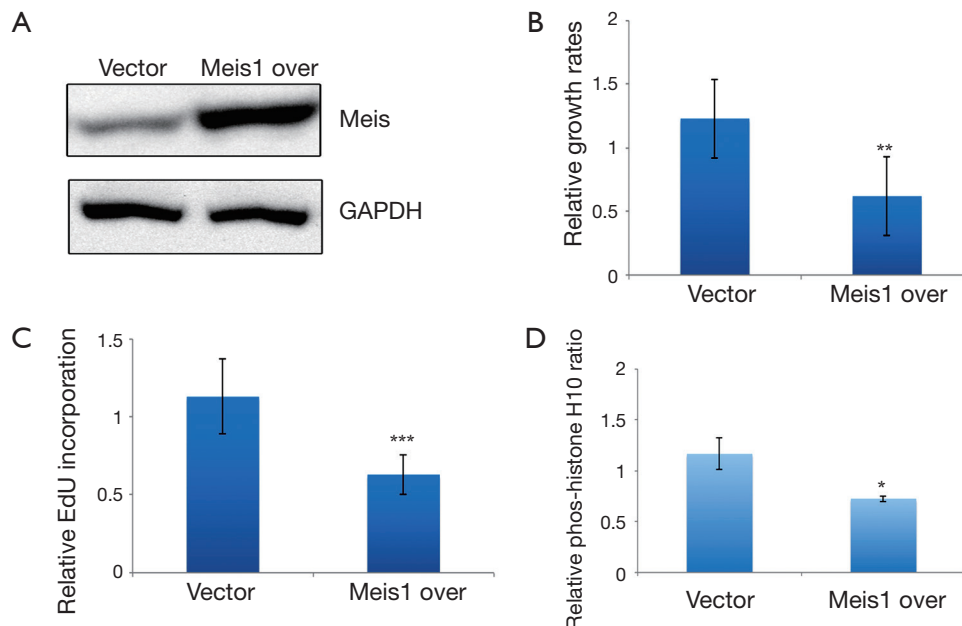 A
Vector Meis1 over
Meis
GAPDH
B
Relative growth rates
2
1.5
1
0.5
0
**
Vector Meis1 over
C
Relative EdU incorporation
1.5
1
0.5
0
***
Vector Meis1 over
D
Relative phos-histone H10 ratio
2
1.5
1
0.5
0
*
Vector Meis1 over